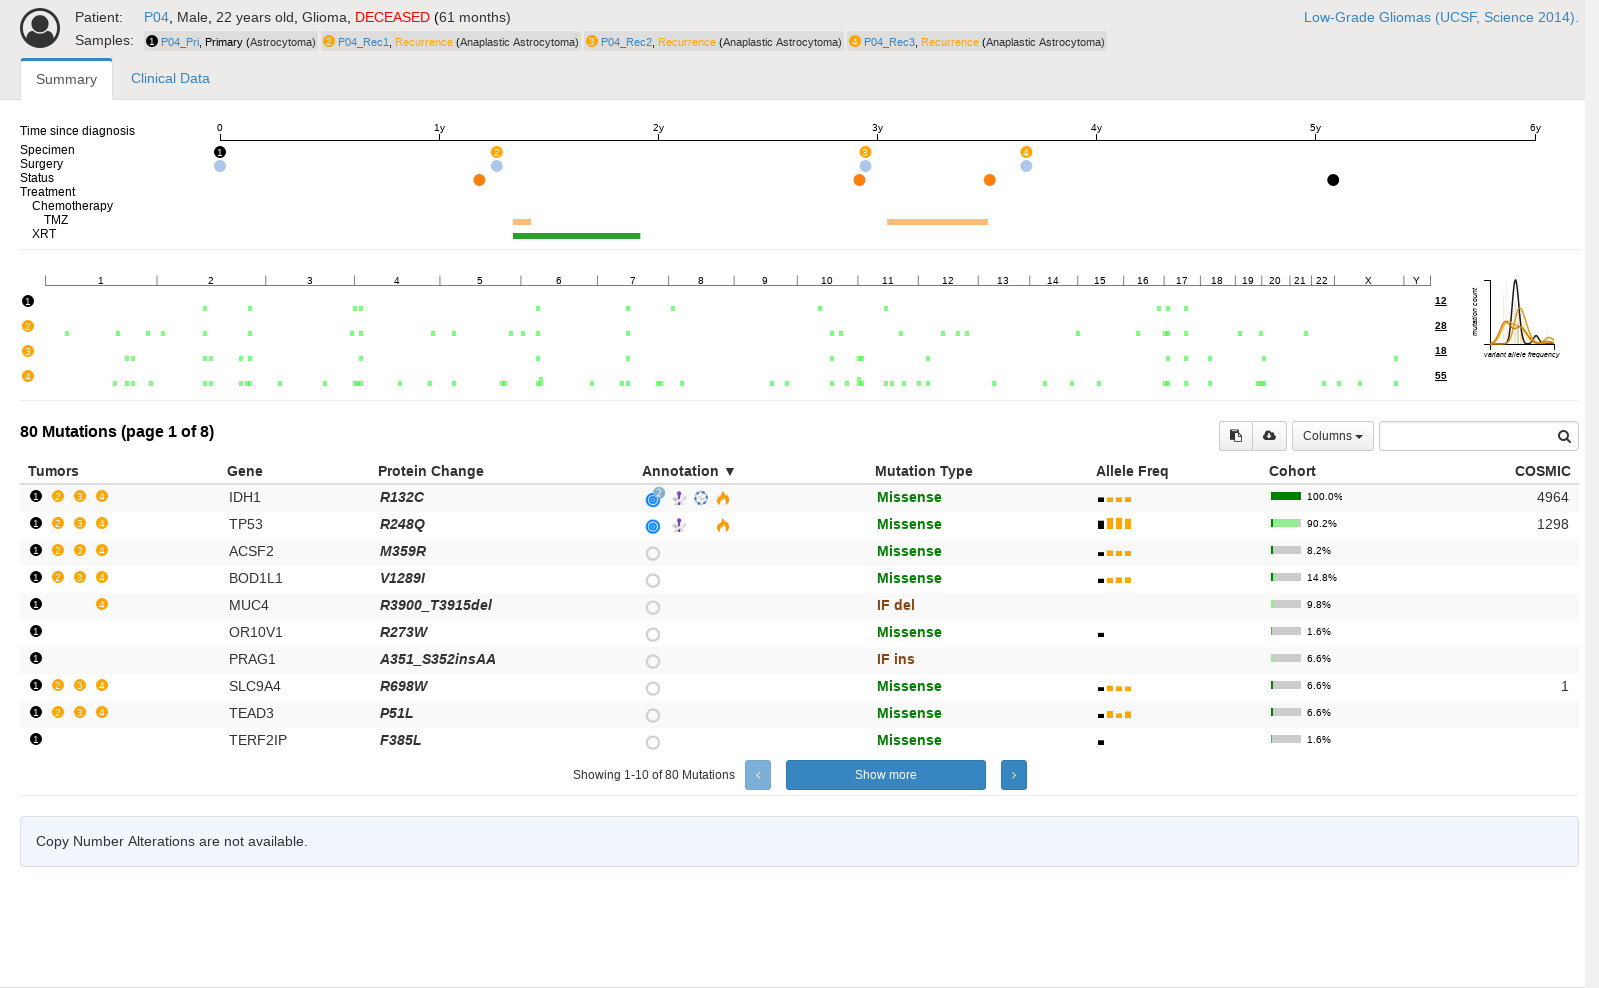 Patient: P04, Male, 22 years old, Glioma, DECEASED (61 months) Low-Grade Gliomas (UCSF, Science 2014).
Samples: 1 P04_Pri, Primary (Astrocytoma) 2 P04_Rec1, Recurrence (Anaplastic Astrocytoma) 3 P04_Rec2, Recurrence (Anaplastic Astrocytoma) 4 P04_Rec3, Recurrence (Anaplastic Astrocytoma)
Summary Clinical Data
Time since diagnosis 0 1y 2y 3y 4y 5y 6y
Specimen 1 2 3 4
Surgery
Status
Treatment
Chemotherapy
TMZ
XRT
1 2 3 4 5 6 7 8 9 10 11 12 13 14 15 16 17 18 19 20 21 22 X Y
1 12
2 28
3 18
4 55
mutation count
variant allele frequency
80 Mutations (page 1 of 8) Columns
Tumors Gene Protein Change Annotation ▼ Mutation Type Allele Freq Cohort COSMIC
1 2 3 4 IDH1 R132C 2 Missense 100.0% 4964
1 2 3 4 TP53 R248Q Missense 90.2% 1298
1 2 3 4 ACSF2 M359R Missense 8.2%
1 2 3 4 BOD1L1 V1289I Missense 14.8%
1 4 MUC4 R3900_T3915del IF del 9.8%
1 OR10V1 R273W Missense 1.6%
1 PRAG1 A351_S352insAA IF ins 6.6%
1 2 3 4 SLC9A4 R698W Missense 6.6% 1
1 2 3 4 TEAD3 P51L Missense 6.6%
1 TERF2IP F385L Missense 1.6%
Showing 1-10 of 80 Mutations ‹ Show more ›
Copy Number Alterations are not available.